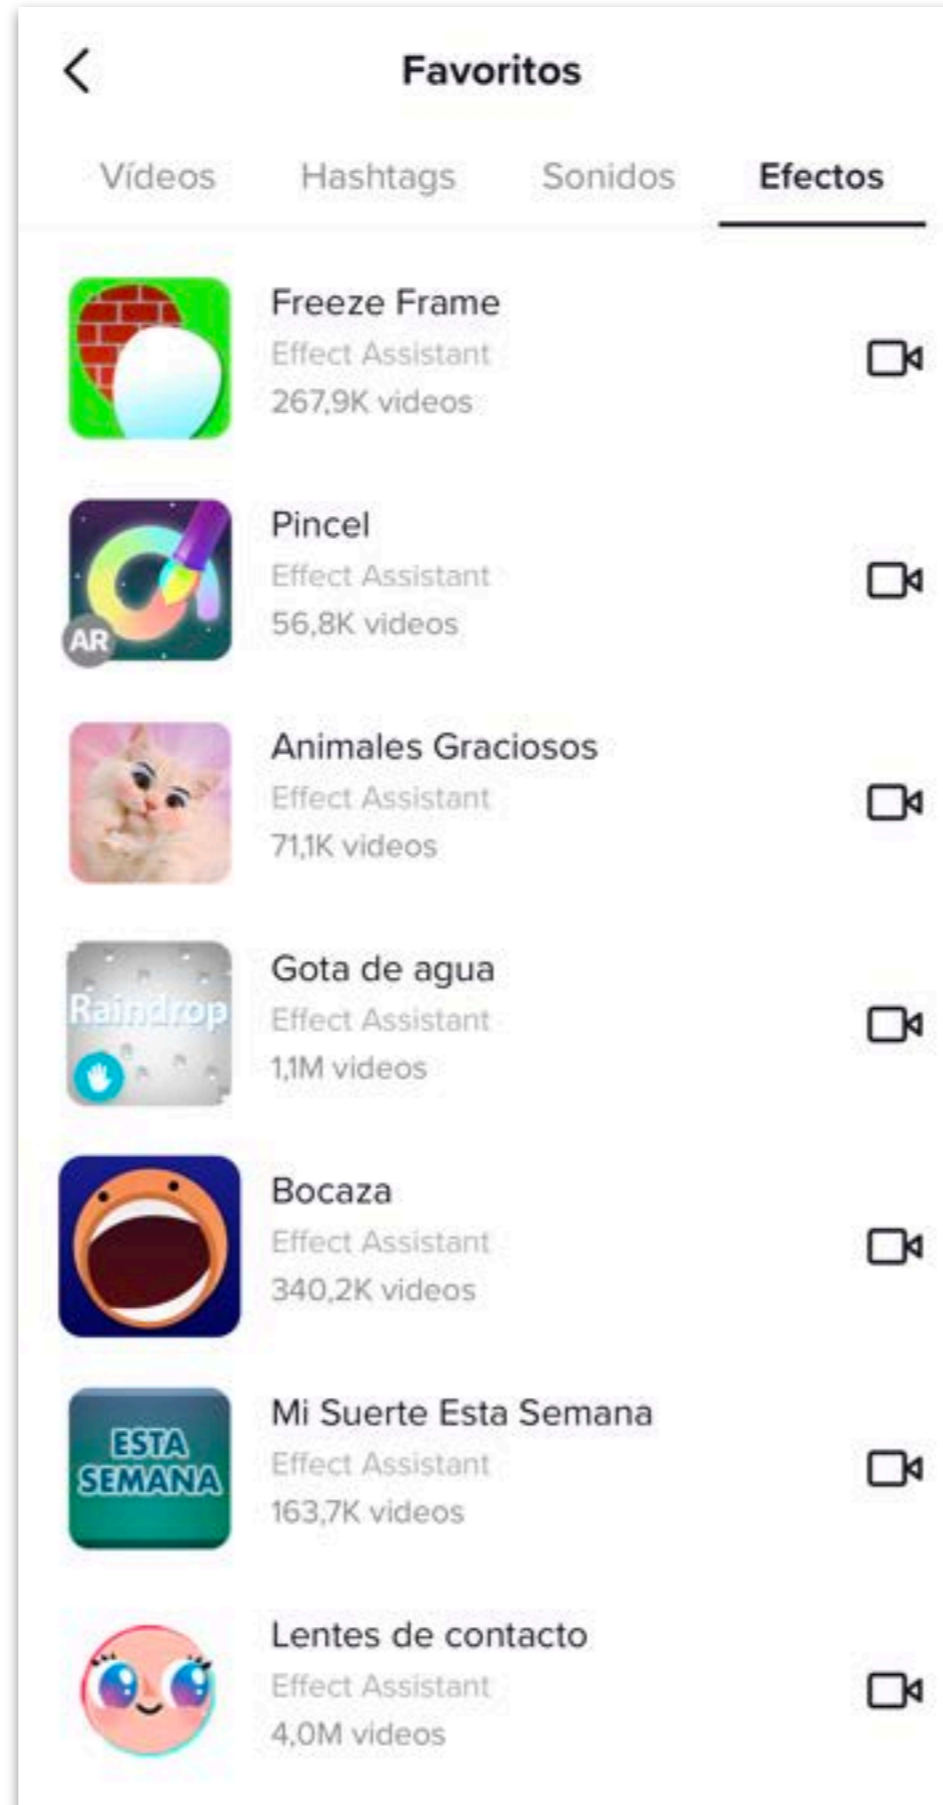 Favoritos
Vídeos Hashtags Sonidos Efectos
Freeze Frame
Effect Assistant
267,9K videos
AR
Pincel
Effect Assistant
56,8K videos
Animales Graciosos
Effect Assistant
71,1K videos
Raindrop
Gota de agua
Effect Assistant
1,1M videos
Bocaza
Effect Assistant
340,2K videos
ESTA
SEMANA
Mi Suerte Esta Semana
Effect Assistant
163,7K videos
Lentes de contacto
Effect Assistant
4,0M videos